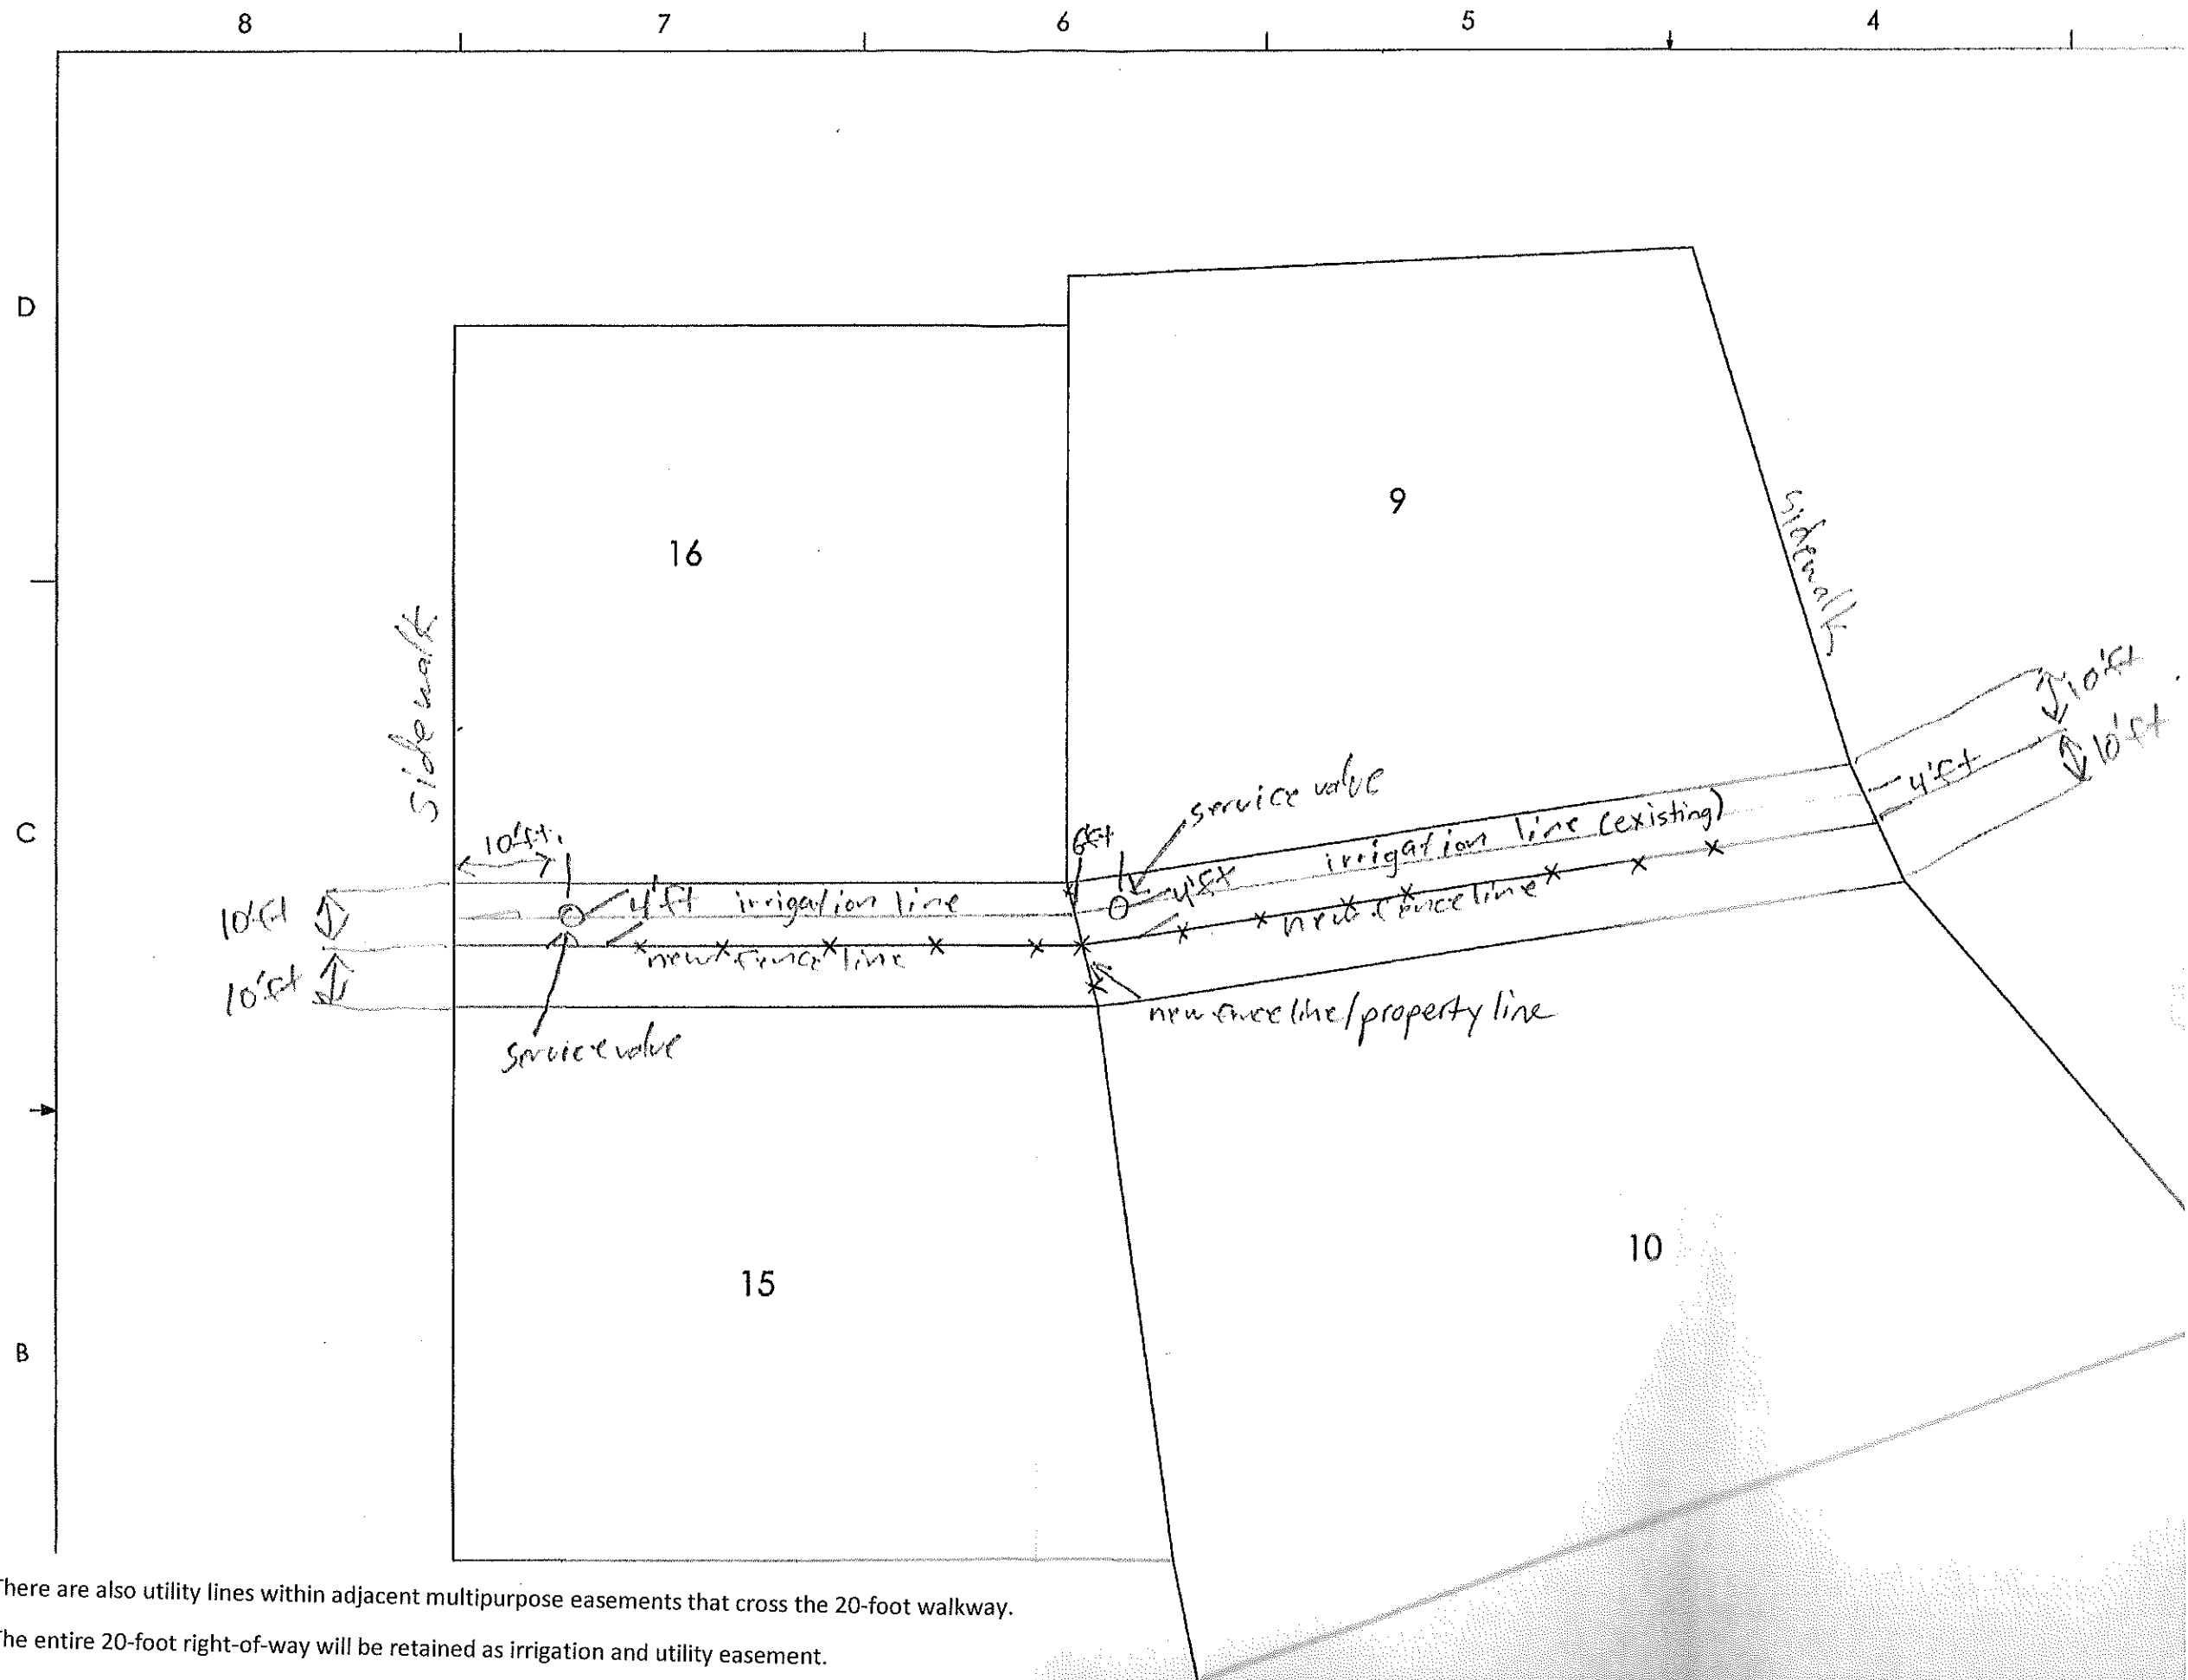 8 7 6 5 4
D
9
16
Sidewalk
Sidewalk
10'ft
10'ft
4'ft
service valve
C
10'ft.
6ft
irrigation line (existing)
4'ft
4'ft irrigation line
10'ft
new fence line
new fence line
10'ft
new fence line/property line
Service valve
10
15
B
There are also utility lines within adjacent multipurpose easements that cross the 20-foot walkway.
The entire 20-foot right-of-way will be retained as irrigation and utility easement.